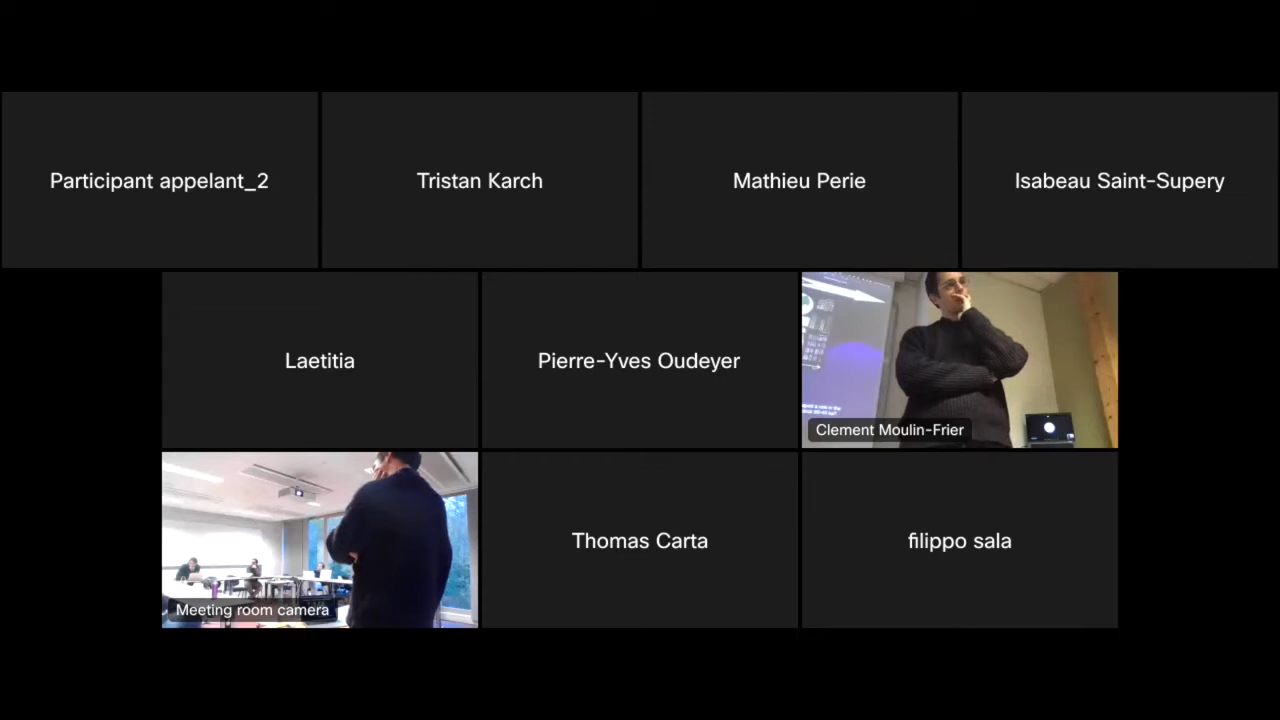 Participant appelant_2
Tristan Karch
Mathieu Perie
Isabeau Saint-Supery
Laetitia
Pierre-Yves Oudeyer
Clement Moulin-Frier
Meeting room camera
Thomas Carta
filippo sala